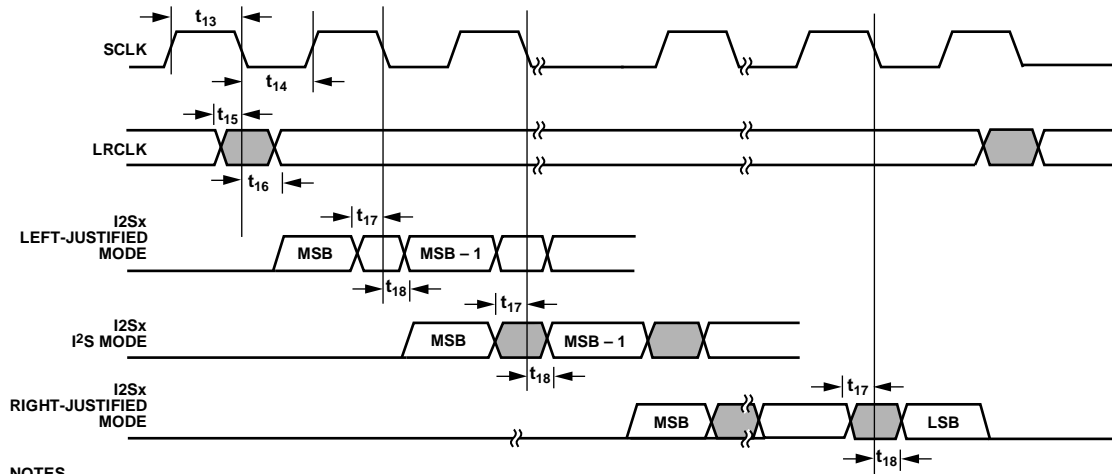 t13
SCLK
t14
t15
LRCLK
t16
I2Sx
LEFT-JUSTIFIED
MODE
t17
MSB
MSB – 1
t18
I2Sx
I2S MODE
t17
MSB
MSB – 1
t18
I2Sx
RIGHT-JUSTIFIED
MODE
t17
MSB
LSB
t18
NOTES